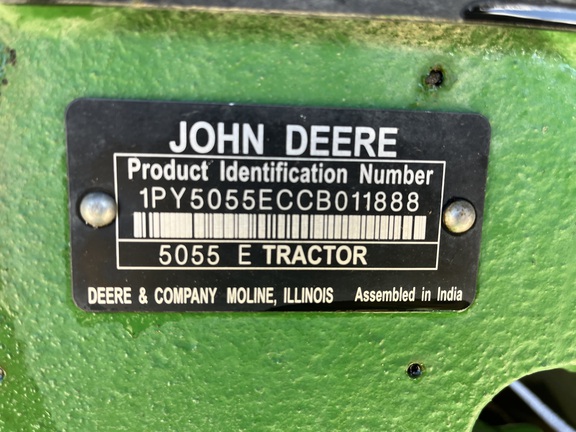 JOHN DEERE
Product Identification Number
1PY5055ECCB011888
5055 E TRACTOR
DEERE & COMPANY MOLINE, ILLINOIS Assembled in India